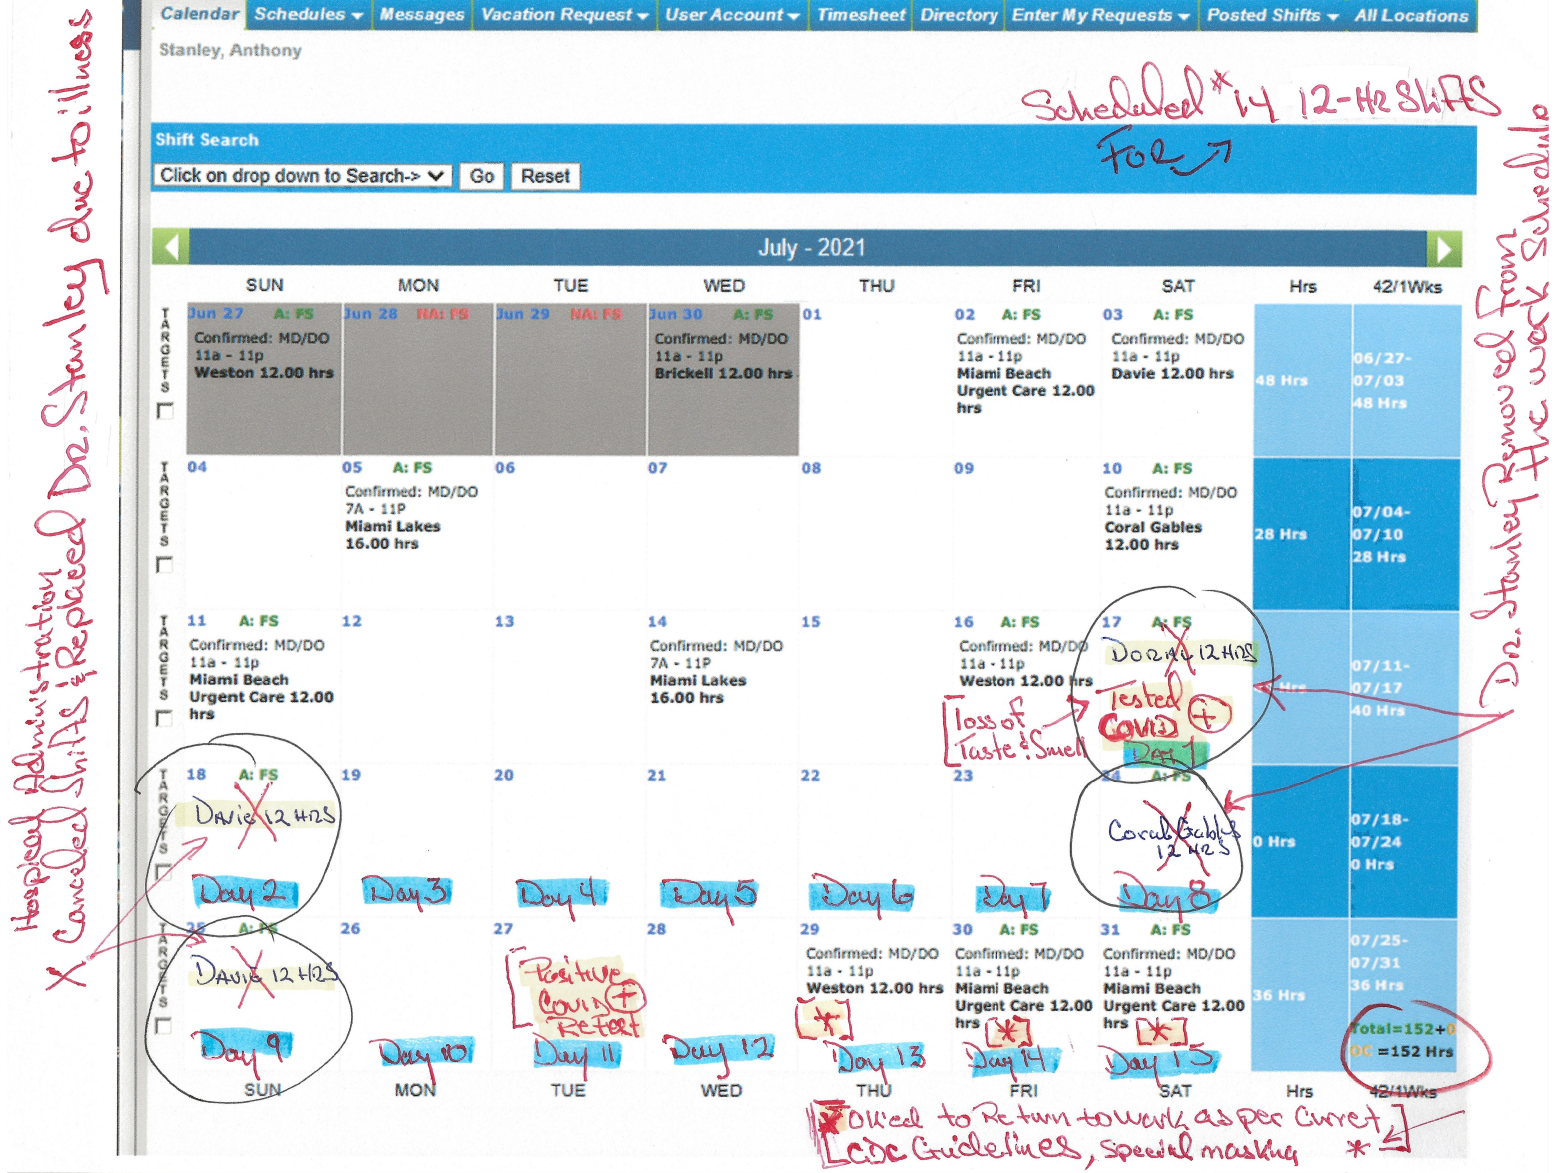 Calendar Schedules Messages Vacation Request User Account Timesheet Directory Enter My Requests Posted Shifts All Locations
Stanley, Anthony
Scheduled * 14 12-Hr Shifts
FOR
Shift Search
Click on drop down to Search-> Go Reset
July - 2021
SUN MON TUE WED THU FRI SAT Hrs 42/1Wks
TARGETS
Jun 27 A: FS
Confirmed: MD/DO
11a - 11p
Weston 12.00 hrs
Jun 28 NA: FS
Jun 29 NA: FS
Jun 30 A: FS
Confirmed: MD/DO
11a - 11p
Brickell 12.00 hrs
01
02 A: FS
Confirmed: MD/DO
11a - 11p
Miami Beach
Urgent Care 12.00
hrs
03 A: FS
Confirmed: MD/DO
11a - 11p
Davie 12.00 hrs
48 Hrs
06/27-
07/03
48 Hrs
TARGETS
04
05 A: FS
Confirmed: MD/DO
7A - 11P
Miami Lakes
16.00 hrs
06
07
08
09
10 A: FS
Confirmed: MD/DO
11a - 11p
Coral Gables
12.00 hrs
28 Hrs
07/04-
07/10
28 Hrs
TARGETS
11 A: FS
Confirmed: MD/DO
11a - 11p
Miami Beach
Urgent Care 12.00
hrs
12
13
14 A: FS
Confirmed: MD/DO
7A - 11P
Miami Lakes
16.00 hrs
15
16 A: FS
Confirmed: MD/DO
11a - 11p
Weston 12.00 hrs
loss of
Taste & Smell
17 A: FS
DORAL 12 HRS
Tested
COVID +
DAY 1
Hrs
07/11-
07/17
40 Hrs
TARGETS
18 A: FS
DAVIE 12 HRS
Day 2
19
Day 3
20
Day 4
21
Day 5
22
Day 6
23
Day 7
24 A: FS
Coral Gables
12 HRS
Day 8
0 Hrs
07/18-
07/24
0 Hrs
TARGETS
25 A: FS
DAVIE 12 HRS
Day 9
26
Day 10
27
Positive
COVID +
Retest
Day 11
28
Day 12
29 A: FS
Confirmed: MD/DO
11a - 11p
Weston 12.00 hrs
*
Day 13
30 A: FS
Confirmed: MD/DO
11a - 11p
Miami Beach
Urgent Care 12.00
hrs
*
Day 14
31 A: FS
Confirmed: MD/DO
11a - 11p
Miami Beach
Urgent Care 12.00
hrs
*
Day 15
36 Hrs
07/25-
07/31
36 Hrs
Total=152+0
OC =152 Hrs
SUN MON TUE WED THU FRI SAT Hrs 42/1Wks
* OKed to Return to work as per Curret
CDC Guidelines, special masking *
Hospical Administration
X Canceled Shifts & Replaced Dr. Stanley due to illness
Dr. Stanley Removed From
the work Schedule